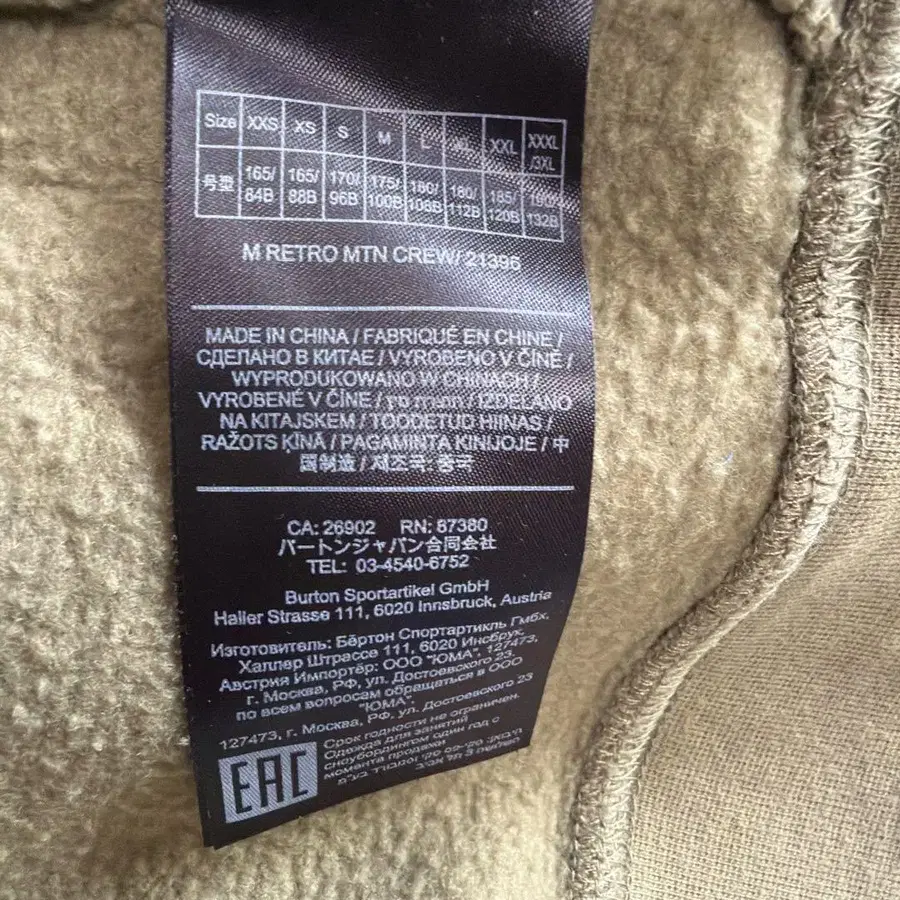 Size XXS XS S M L XL XXL XXXL /3XL
号型 165/ 84B 165/ 88B 170/ 96B 175/ 100B 180/ 108B 180/ 112B 185/ 120B 190/ 132B
M RETRO MTN CREW/ 21395
MADE IN CHINA / FABRIQUÉ EN CHINE /
СДЕЛАНО В КИТАЕ / VYROBENO V ČÍNĚ /
WYPRODUKOWANO W CHINACH /
VYROBENÉ V ČÍNE / תוצרת סין / IZDELANO
NA KITAJSKEM / TOODETUD HIINAS /
RAŽOTS ĶĪNĀ / PAGAMINTA KINIJOJE / 中
国制造 / 제조국: 중국
CA: 26902 RN: 87380
バートンジャパン合同会社
TEL: 03-4540-6752
Burton Sportartikel GmbH
Haller Strasse 111, 6020 Innsbruck, Austria
Изготовитель: Бёртон Спортартикль Гмбх,
Халлер Штрассе 111, 6020 Инсбрук,
Австрия Импортёр: ООО "ЮМА", 127473,
г. Москва, РФ, ул. Достоевского 23
по всем вопросам обращаться в ООО
"ЮМА",
127473, г. Москва, РФ, ул. Достоевского 23
Срок годности не ограничен.
Одежда для занятий
сноубордингом один год с
момента продажи
EAC